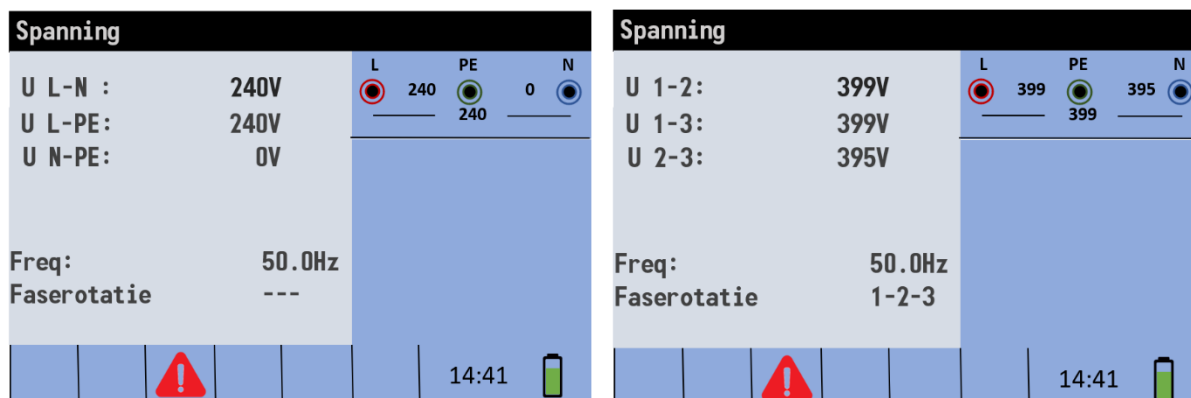 Spanning
U L-N : 240V
U L-PE: 240V
U N-PE: 0V
Freq: 50.0Hz
Faserotatie ---
L PE N
240 0
240
14:41
Spanning
U 1-2: 399V
U 1-3: 399V
U 2-3: 395V
Freq: 50.0Hz
Faserotatie 1-2-3
L PE N
399 395
399
14:41